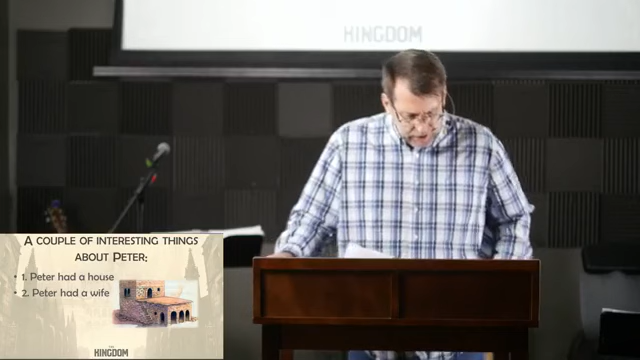 HINGDOM
A COUPLE OF INTERESTING THINGS
ABOUT PETER:
• 1. Peter had a house
• 2. Peter had a wife
HINGDOM